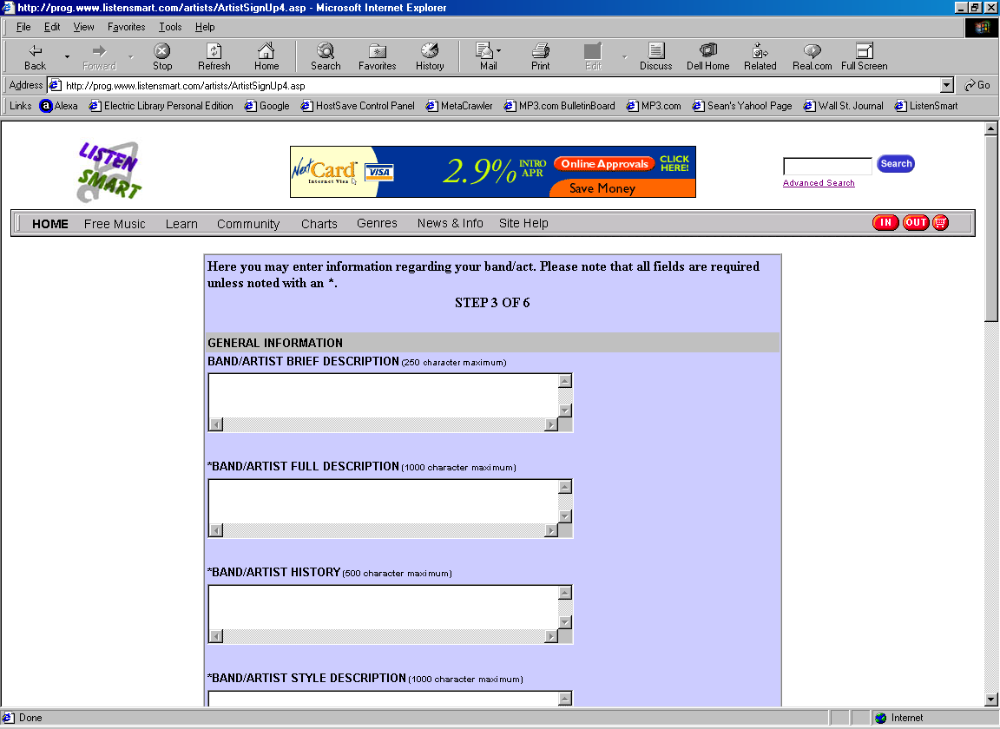 http://prog.www.listensmart.com/artists/ArtistSignUp4.asp - Microsoft Internet Explorer
File Edit View Favorites Tools Help
Back Forward Stop Refresh Home Search Favorites History Mail Print Edit Discuss Dell Home Related Real.com Full Screen
Address http://prog.www.listensmart.com/artists/ArtistSignUp4.asp Go
Links Alexa Electric Library Personal Edition Google HostSave Control Panel MetaCrawler MP3.com BulletinBoard MP3.com Sean's Yahoo! Page Wall St. Journal ListenSmart
LISTEN
SMART
NextCard
Internet Visa
VISA
2.9% INTRO
APR
Online Approvals
CLICK
HERE!
Save Money
Search
Advanced Search
HOME Free Music Learn Community Charts Genres News & Info Site Help IN OUT
Here you may enter information regarding your band/act. Please note that all fields are required
unless noted with an *.
STEP 3 OF 6
GENERAL INFORMATION
BAND/ARTIST BRIEF DESCRIPTION (250 character maximum)
*BAND/ARTIST FULL DESCRIPTION (1000 character maximum)
*BAND/ARTIST HISTORY (500 character maximum)
*BAND/ARTIST STYLE DESCRIPTION (1000 character maximum)
Done Internet